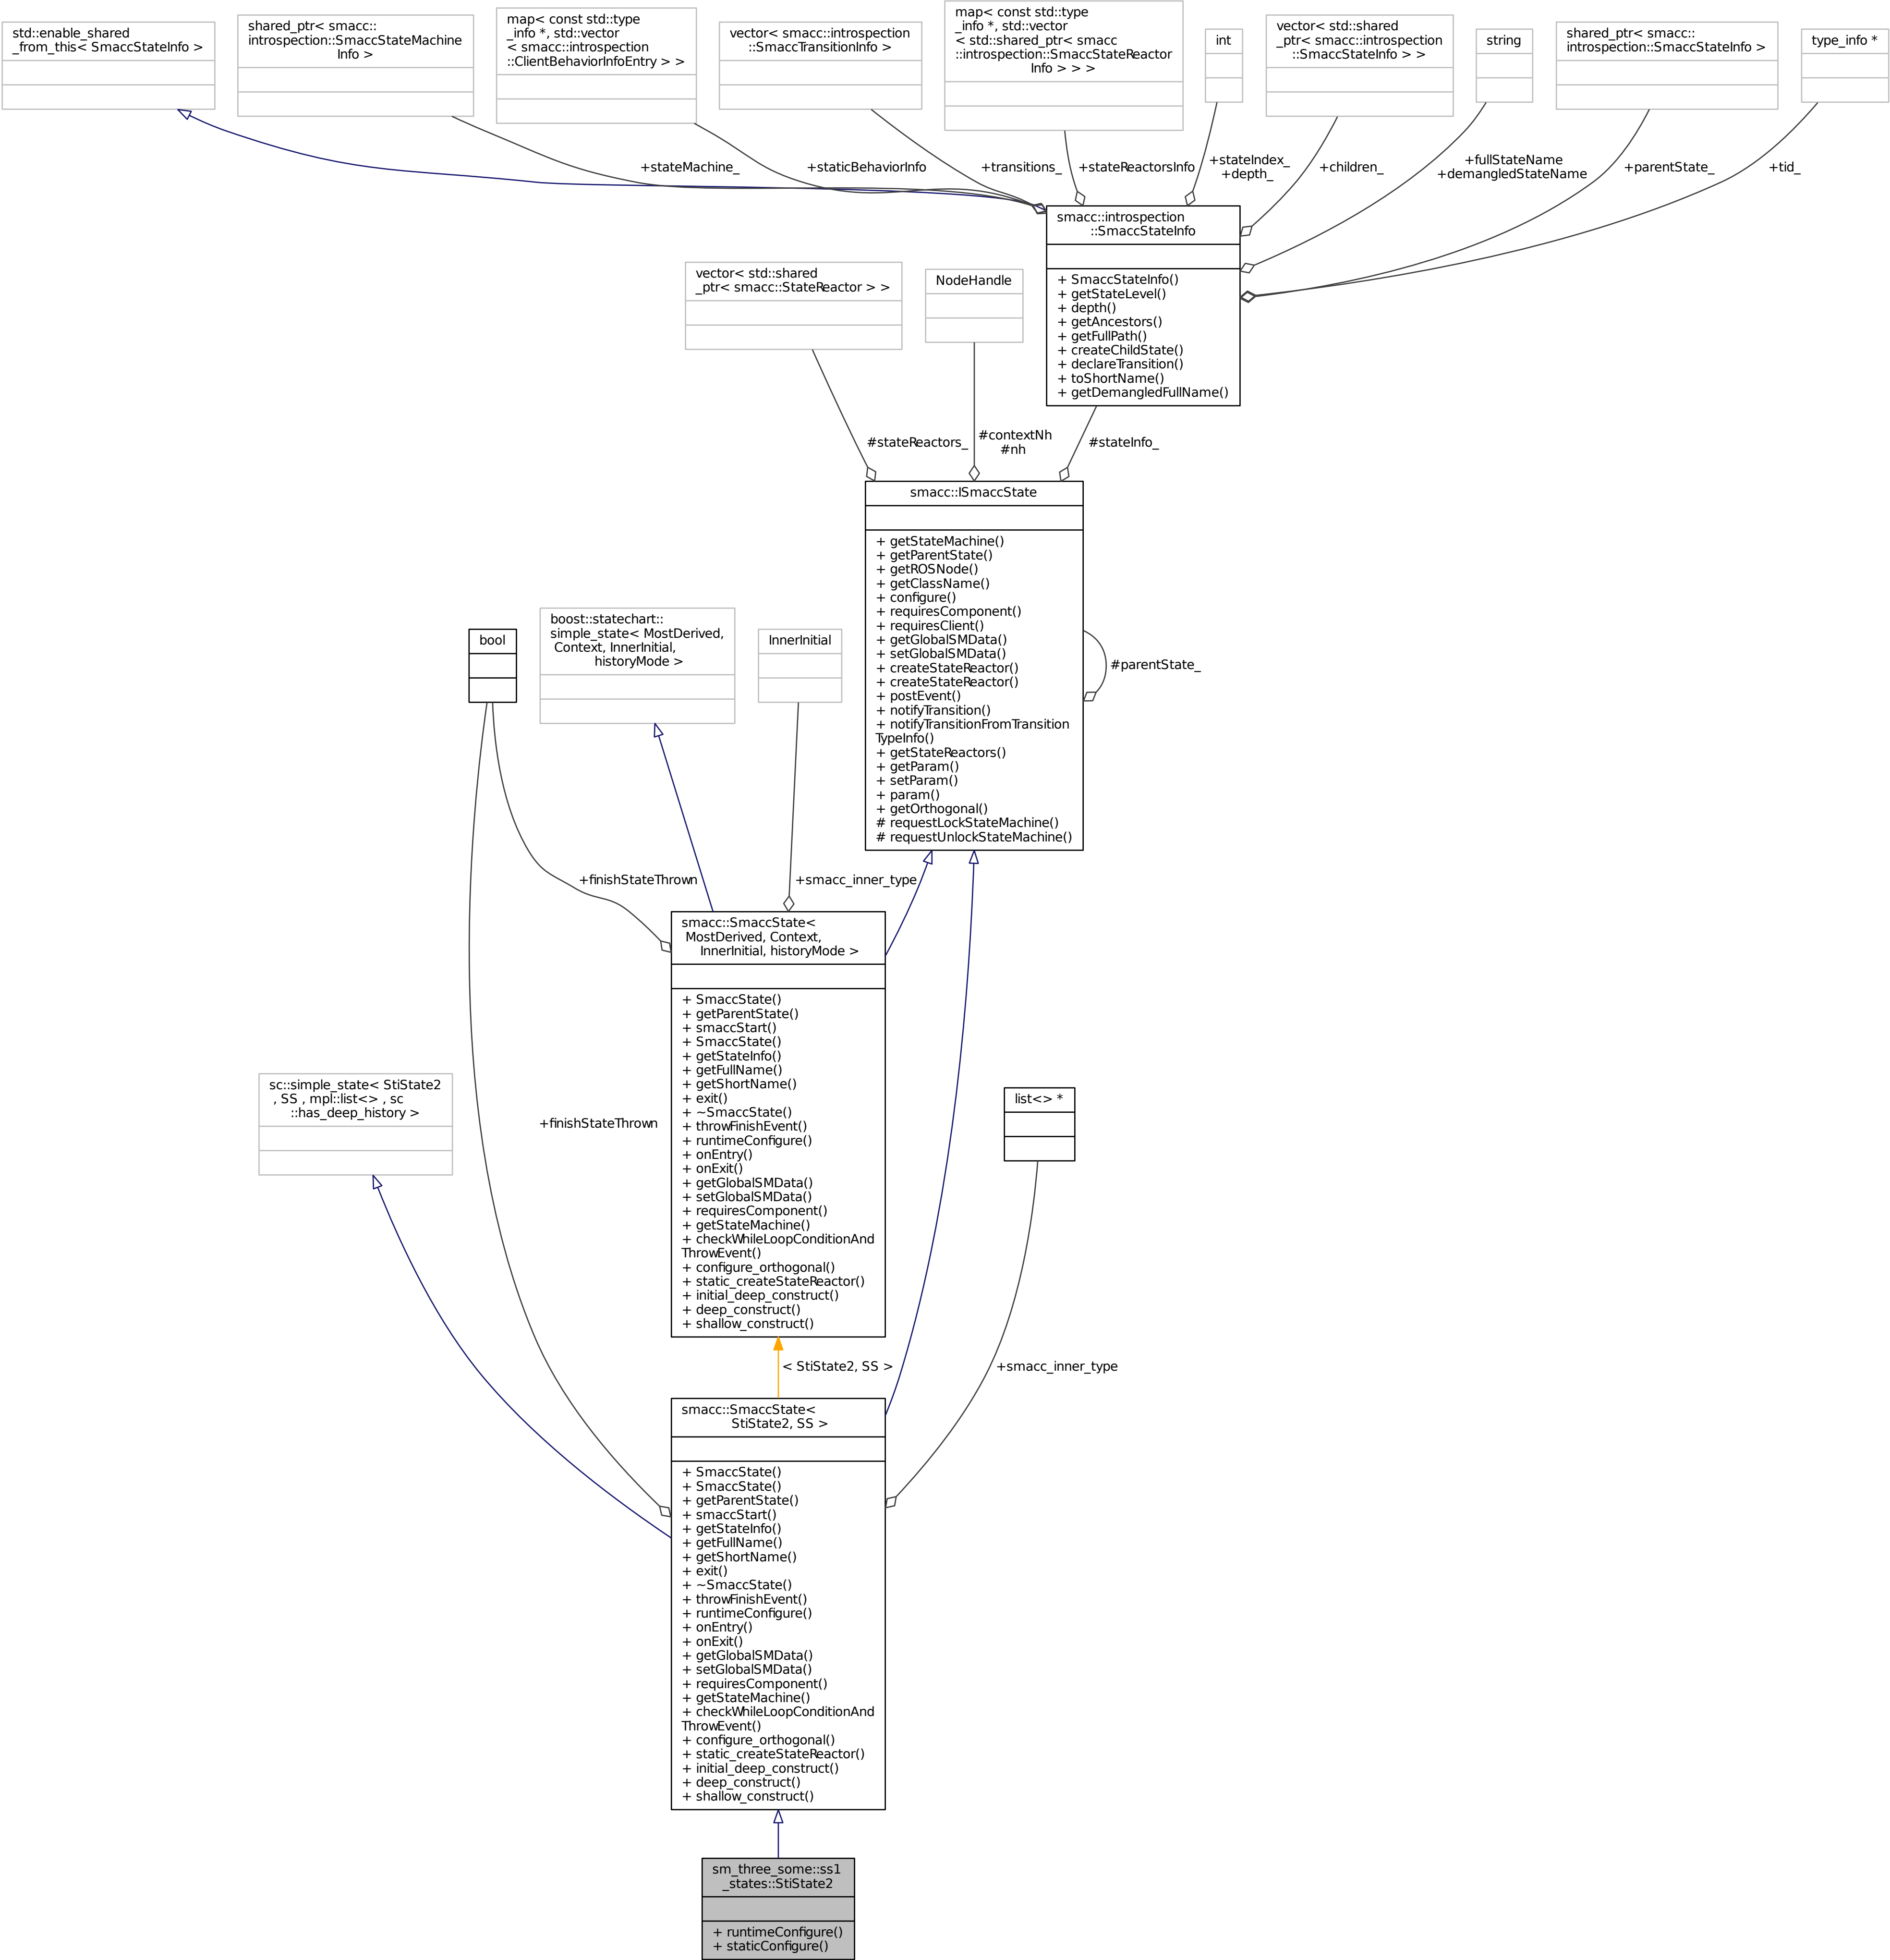 std::enable_shared
_from_this< SmaccStateInfo >
shared_ptr< smacc::
introspection::SmaccStateMachine
Info >
map< const std::type
_info *, std::vector
< smacc::introspection
::ClientBehaviorInfoEntry > >
vector< smacc::introspection
::SmaccTransitionInfo >
map< const std::type
_info *, std::vector
< std::shared_ptr< smacc
::introspection::SmaccStateReactor
Info > > >
int
vector< std::shared
_ptr< smacc::introspection
::SmaccStateInfo > >
string
shared_ptr< smacc::
introspection::SmaccStateInfo >
type_info *
+stateMachine_
+staticBehaviorInfo
+transitions_
+stateReactorsInfo
+stateIndex_
+depth_
+children_
+fullStateName
+demangledStateName
+parentState_
+tid_
smacc::introspection
::SmaccStateInfo
+ SmaccStateInfo()
+ getStateLevel()
+ depth()
+ getAncestors()
+ getFullPath()
+ createChildState()
+ declareTransition()
+ toShortName()
+ getDemangledFullName()
vector< std::shared
_ptr< smacc::StateReactor > >
NodeHandle
#stateReactors_
#contextNh
#nh
#stateInfo_
smacc::ISmaccState
+ getStateMachine()
+ getParentState()
+ getROSNode()
+ getClassName()
+ configure()
+ requiresComponent()
+ requiresClient()
+ getGlobalSMData()
+ setGlobalSMData()
+ createStateReactor()
+ createStateReactor()
+ postEvent()
+ notifyTransition()
+ notifyTransitionFromTransition
TypeInfo()
+ getStateReactors()
+ getParam()
+ setParam()
+ param()
+ getOrthogonal()
# requestLockStateMachine()
# requestUnlockStateMachine()
#parentState_
bool
boost::statechart::
simple_state< MostDerived,
Context, InnerInitial,
historyMode >
InnerInitial
+finishStateThrown
+smacc_inner_type
smacc::SmaccState<
MostDerived, Context,
InnerInitial, historyMode >
+ SmaccState()
+ getParentState()
+ smaccStart()
+ SmaccState()
+ getStateInfo()
+ getFullName()
+ getShortName()
+ exit()
+ ~SmaccState()
+ throwFinishEvent()
+ runtimeConfigure()
+ onEntry()
+ onExit()
+ getGlobalSMData()
+ setGlobalSMData()
+ requiresComponent()
+ getStateMachine()
+ checkWhileLoopConditionAnd
ThrowEvent()
+ configure_orthogonal()
+ static_createStateReactor()
+ initial_deep_construct()
+ deep_construct()
+ shallow_construct()
sc::simple_state< StiState2
, SS , mpl::list<> , sc
::has_deep_history >
+finishStateThrown
list<> *
< StiState2, SS >
+smacc_inner_type
smacc::SmaccState<
StiState2, SS >
+ SmaccState()
+ SmaccState()
+ getParentState()
+ smaccStart()
+ getStateInfo()
+ getFullName()
+ getShortName()
+ exit()
+ ~SmaccState()
+ throwFinishEvent()
+ runtimeConfigure()
+ onEntry()
+ onExit()
+ getGlobalSMData()
+ setGlobalSMData()
+ requiresComponent()
+ getStateMachine()
+ checkWhileLoopConditionAnd
ThrowEvent()
+ configure_orthogonal()
+ static_createStateReactor()
+ initial_deep_construct()
+ deep_construct()
+ shallow_construct()
sm_three_some::ss1
_states::StiState2
+ runtimeConfigure()
+ staticConfigure()